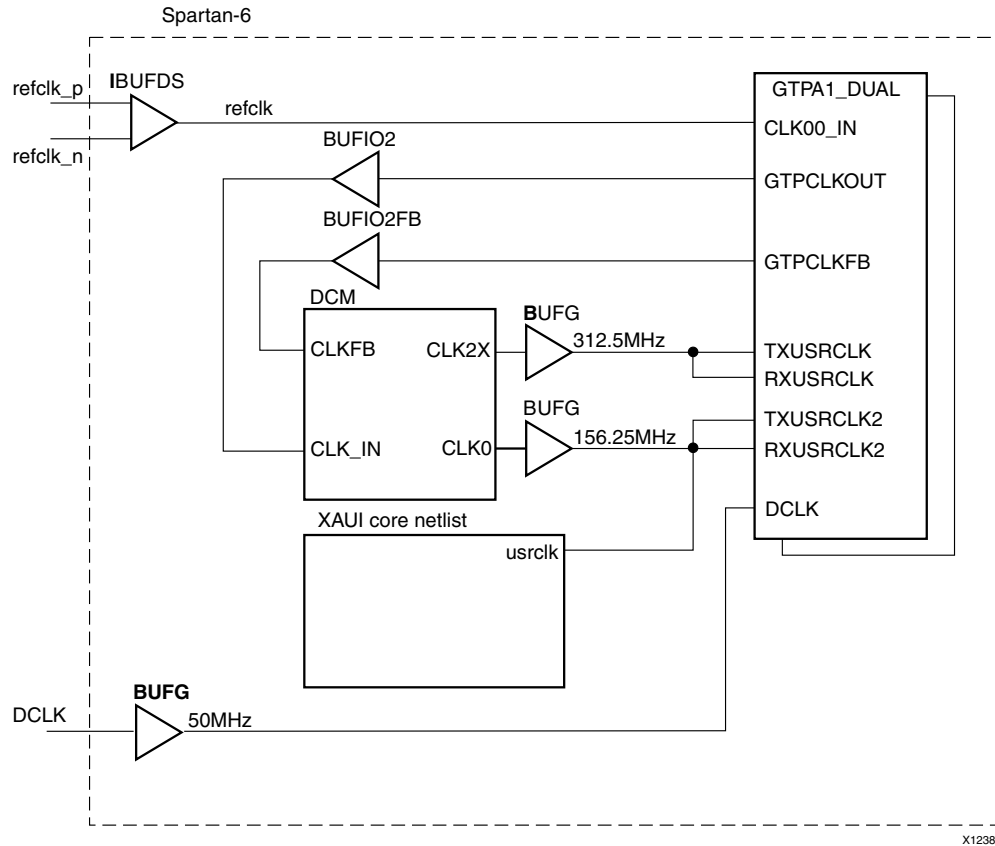 Spartan-6
IBUFDS
refclk_p
refclk
refclk_n
GTPA1_DUAL
CLK00_IN
BUFIO2
GTPCLKOUT
BUFIO2FB
GTPCLKFB
DCM
BUFG
312.5MHz
CLKFB
CLK2X
TXUSRCLK
RXUSRCLK
BUFG
TXUSRCLK2
156.25MHz
CLK_IN
CLK0
RXUSRCLK2
DCLK
XAUI core netlist
usrclk
BUFG
DCLK
50MHz
X1238